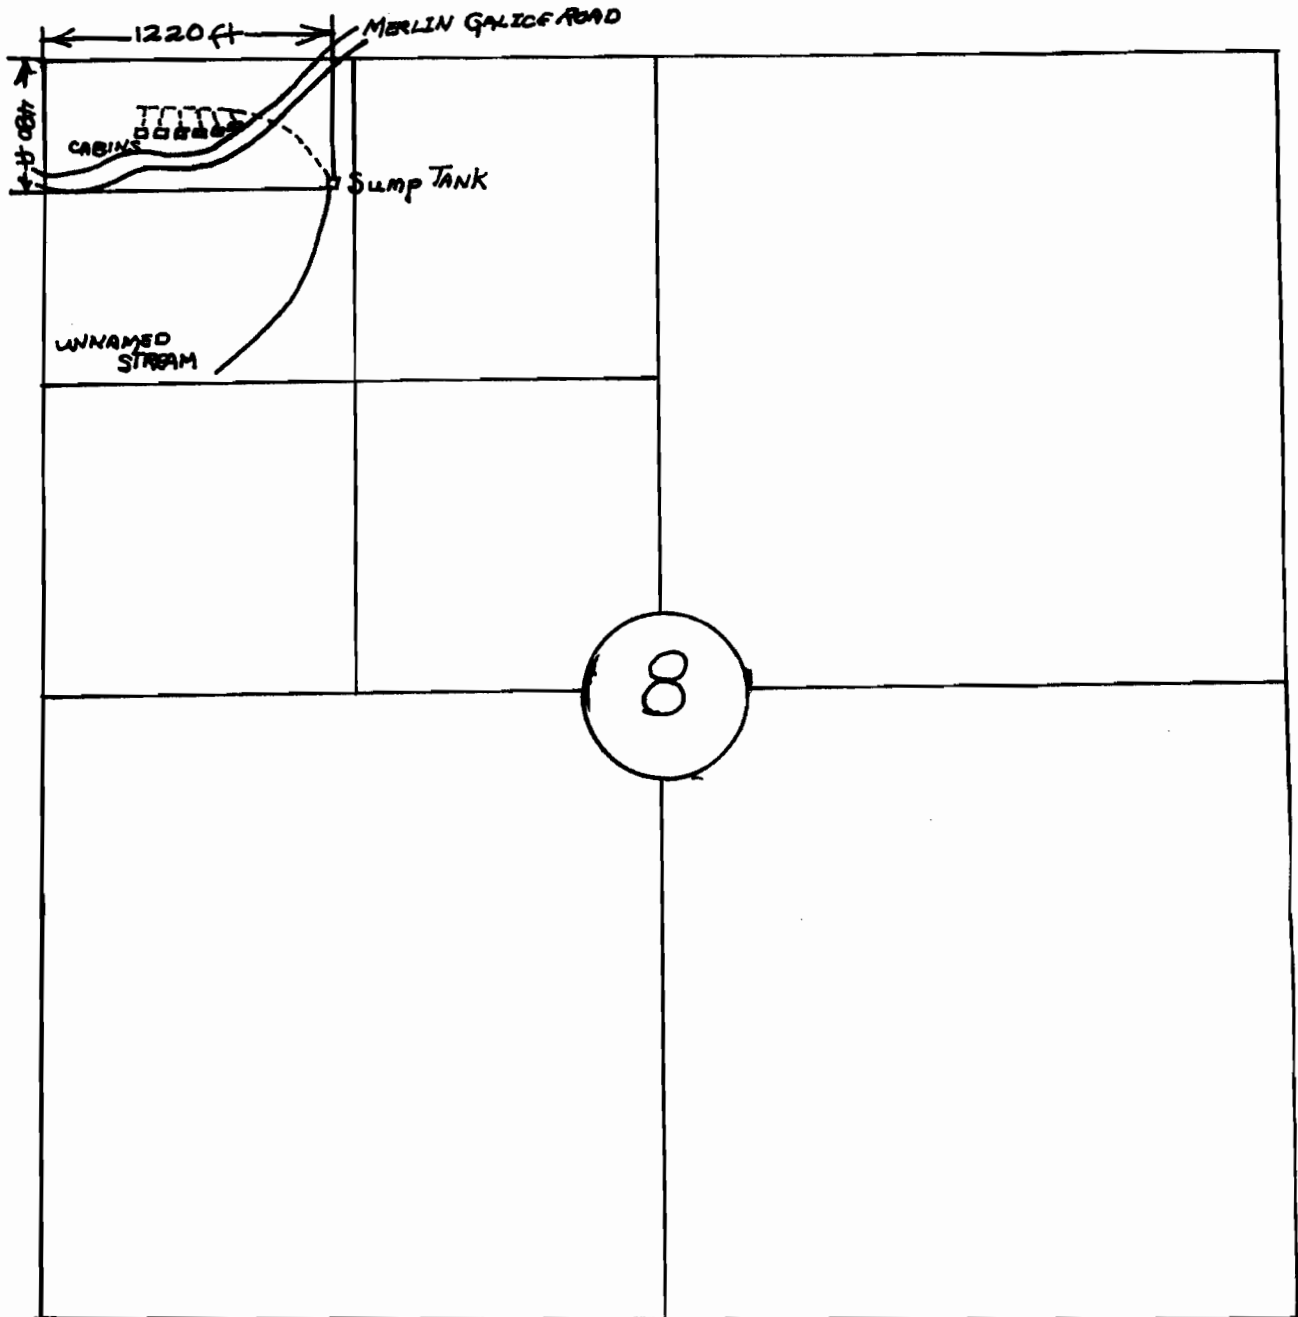 1220 ft
MERLIN GALICE ROAD
480 ft
CABINS
Sump TANK
UNNAMED
STREAM
8